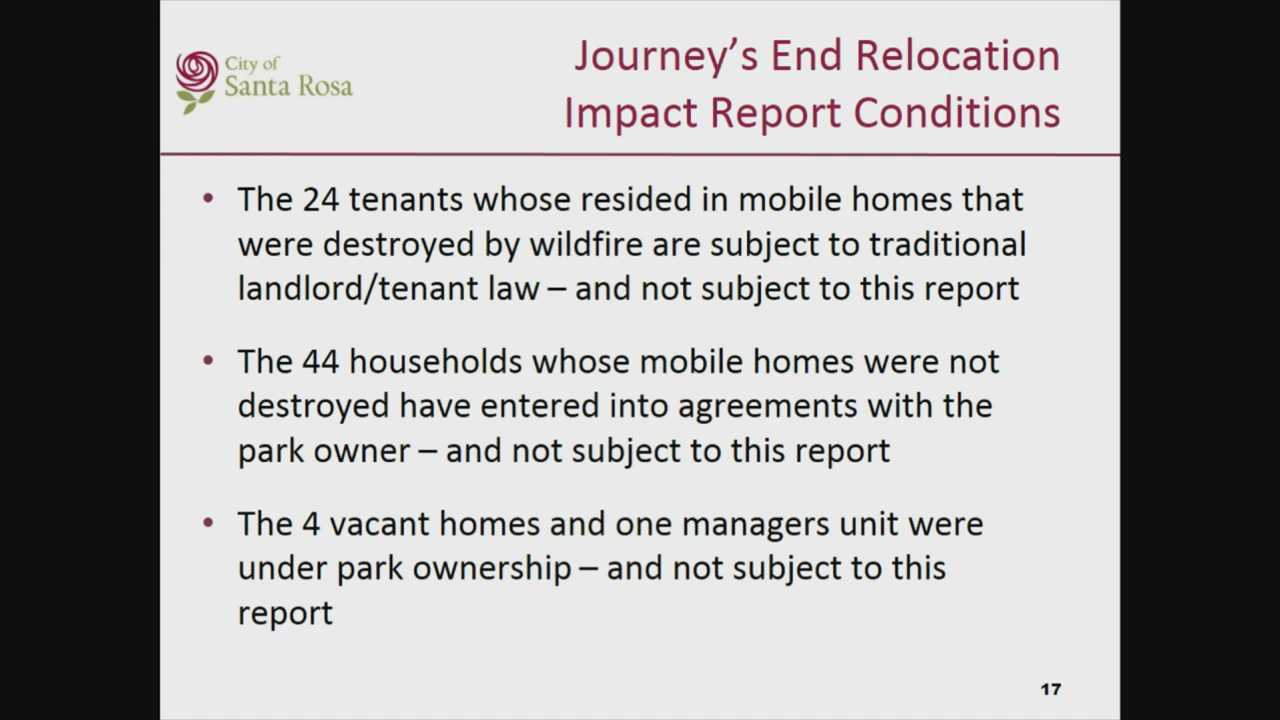 City of
Santa Rosa
Journey's End Relocation
Impact Report Conditions
• The 24 tenants whose resided in mobile homes that
were destroyed by wildfire are subject to traditional
landlord/tenant law – and not subject to this report
• The 44 households whose mobile homes were not
destroyed have entered into agreements with the
park owner – and not subject to this report
• The 4 vacant homes and one managers unit were
under park ownership – and not subject to this
report
17